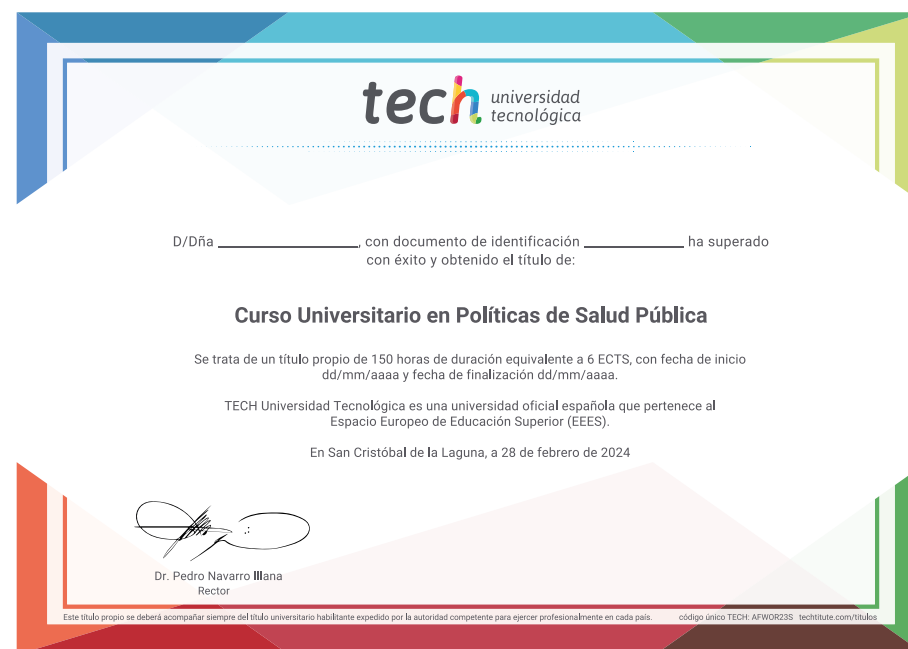 tech universidad
tecnológica
D/Dña ______________, con documento de identificación __________ ha superado
con éxito y obtenido el título de:
Curso Universitario en Políticas de Salud Pública
Se trata de un título propio de 150 horas de duración equivalente a 6 ECTS, con fecha de inicio
dd/mm/aaaa y fecha de finalización dd/mm/aaaa.
TECH Universidad Tecnológica es una universidad oficial española que pertenece al
Espacio Europeo de Educación Superior (EEES).
En San Cristóbal de la Laguna, a 28 de febrero de 2024
Dr. Pedro Navarro Illana
Rector
Este título propio se deberá acompañar siempre del título universitario habilitante expedido por la autoridad competente para ejercer profesionalmente en cada país. código único TECH: AFWOR23S techtitute.com/titulos